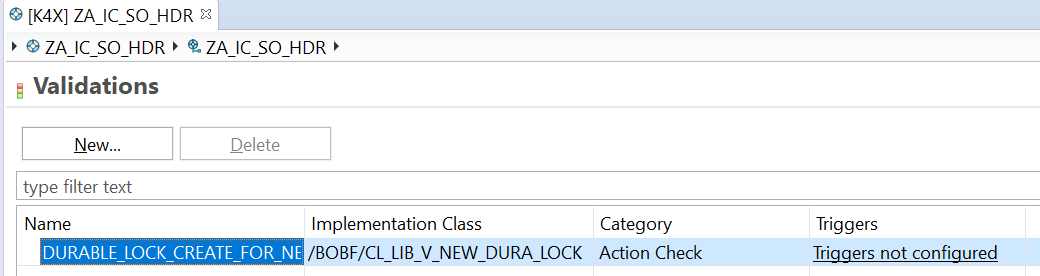 [K4X] ZA_IC_SO_HDR
ZA_IC_SO_HDR ZA_IC_SO_HDR
Validations
New... Delete
type filter text
Name Implementation Class Category Triggers
DURABLE_LOCK_CREATE_FOR_NE /BOBF/CL_LIB_V_NEW_DURA_LOCK Action Check Triggers not configured